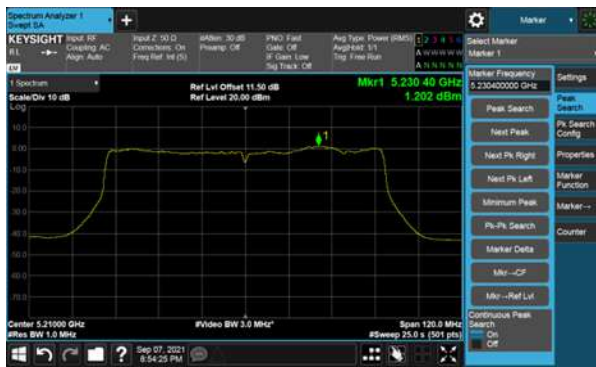 Spectrum Analyzer 1
Swept SA
+
Marker
KEYSIGHT
Input: RF
Coupling: AC
Align: Auto
Input Z: 50 Ω
Corrections: On
Freq Ref: Int (S)
#Atten: 30 dB
Preamp: Off
PNO: Fast
Gate: Off
IF Gain: Low
Sig Track: Off
Avg Type: Power (RMS)
Avg|Hold: 1/1
Trig: Free Run
1 2 3 4 5 6
A W W W W W
A N N N N N
RL
Select Marker
Marker 1
1 Spectrum
Scale/Div 10 dB
Log
Ref Lvl Offset 11.50 dB
Ref Level 20.00 dBm
Mkr1 5.230 40 GHz
1.202 dBm
1
10.0
0.00
-10.0
-20.0
-30.0
-40.0
-50.0
-60.0
-70.0
Center 5.21000 GHz
#Res BW 1.0 MHz
#Video BW 3.0 MHz*
Span 120.0 MHz
#Sweep 25.0 s (501 pts)
Marker Frequency
5.230400000 GHz
Peak Search
Next Peak
Next Pk Right
Next Pk Left
Minimum Peak
Pk-Pk Search
Marker Delta
Mkr→CF
Mkr→Ref Lvl
Continuous Peak
Search
On
Off
Settings
Peak
Search
Pk Search
Config
Properties
Marker
Function
Marker→
Counter
?
Sep 07, 2021
8:54:25 PM